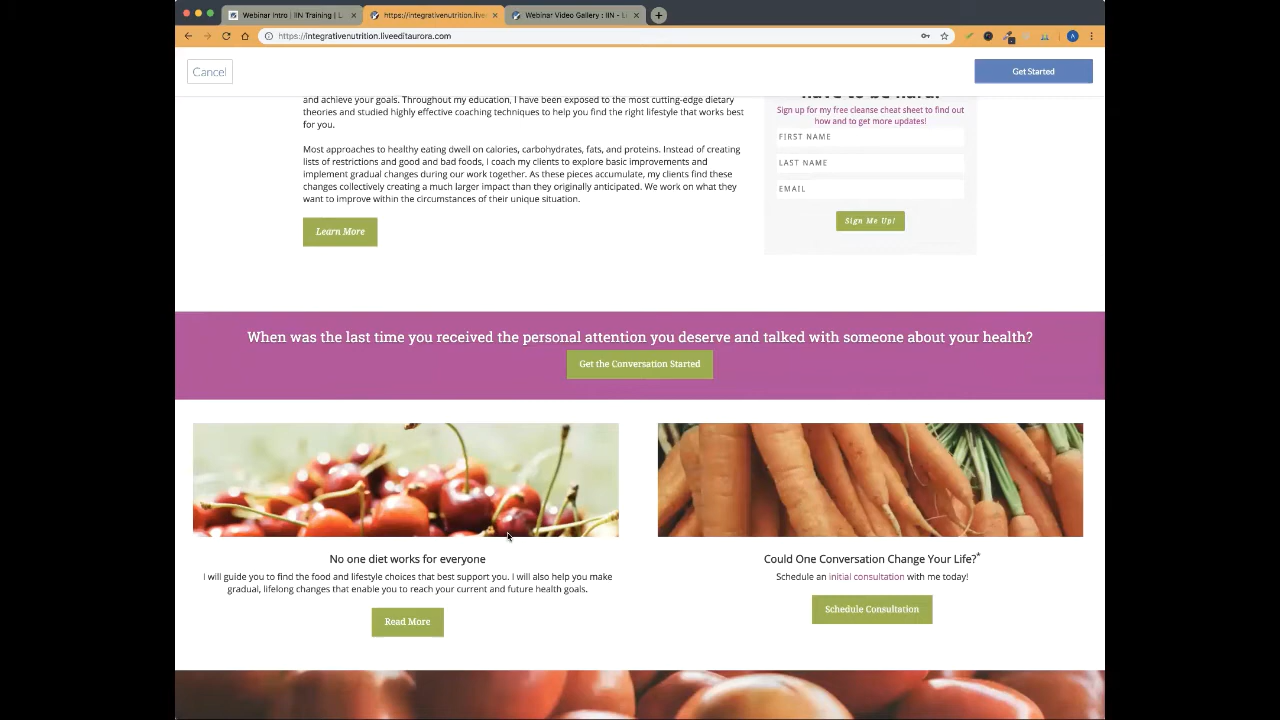 Webinar Intro | IIN Training | L
https://integrativenutrition.live
Webinar Video Gallery : IIN - L
https://integrativenutrition.liveeditaurora.com
Cancel
Get Started
and achieve your goals. Throughout my education, I have been exposed to the most cutting-edge dietary
theories and studied highly effective coaching techniques to help you find the right lifestyle that works best
for you.
Most approaches to healthy eating dwell on calories, carbohydrates, fats, and proteins. Instead of creating
lists of restrictions and good and bad foods, I coach my clients to explore basic improvements and
implement gradual changes during our work together. As these pieces accumulate, my clients find these
changes collectively creating a much larger impact than they originally anticipated. We work on what they
want to improve within the circumstances of their unique situation.
Learn More
have to be hard!
Sign up for my free cleanse cheat sheet to find out
how and to get more updates!
FIRST NAME
LAST NAME
EMAIL
Sign Me Up!
When was the last time you received the personal attention you deserve and talked with someone about your health?
Get the Conversation Started
No one diet works for everyone
I will guide you to find the food and lifestyle choices that best support you. I will also help you make
gradual, lifelong changes that enable you to reach your current and future health goals.
Read More
Could One Conversation Change Your Life?*
Schedule an initial consultation with me today!
Schedule Consultation